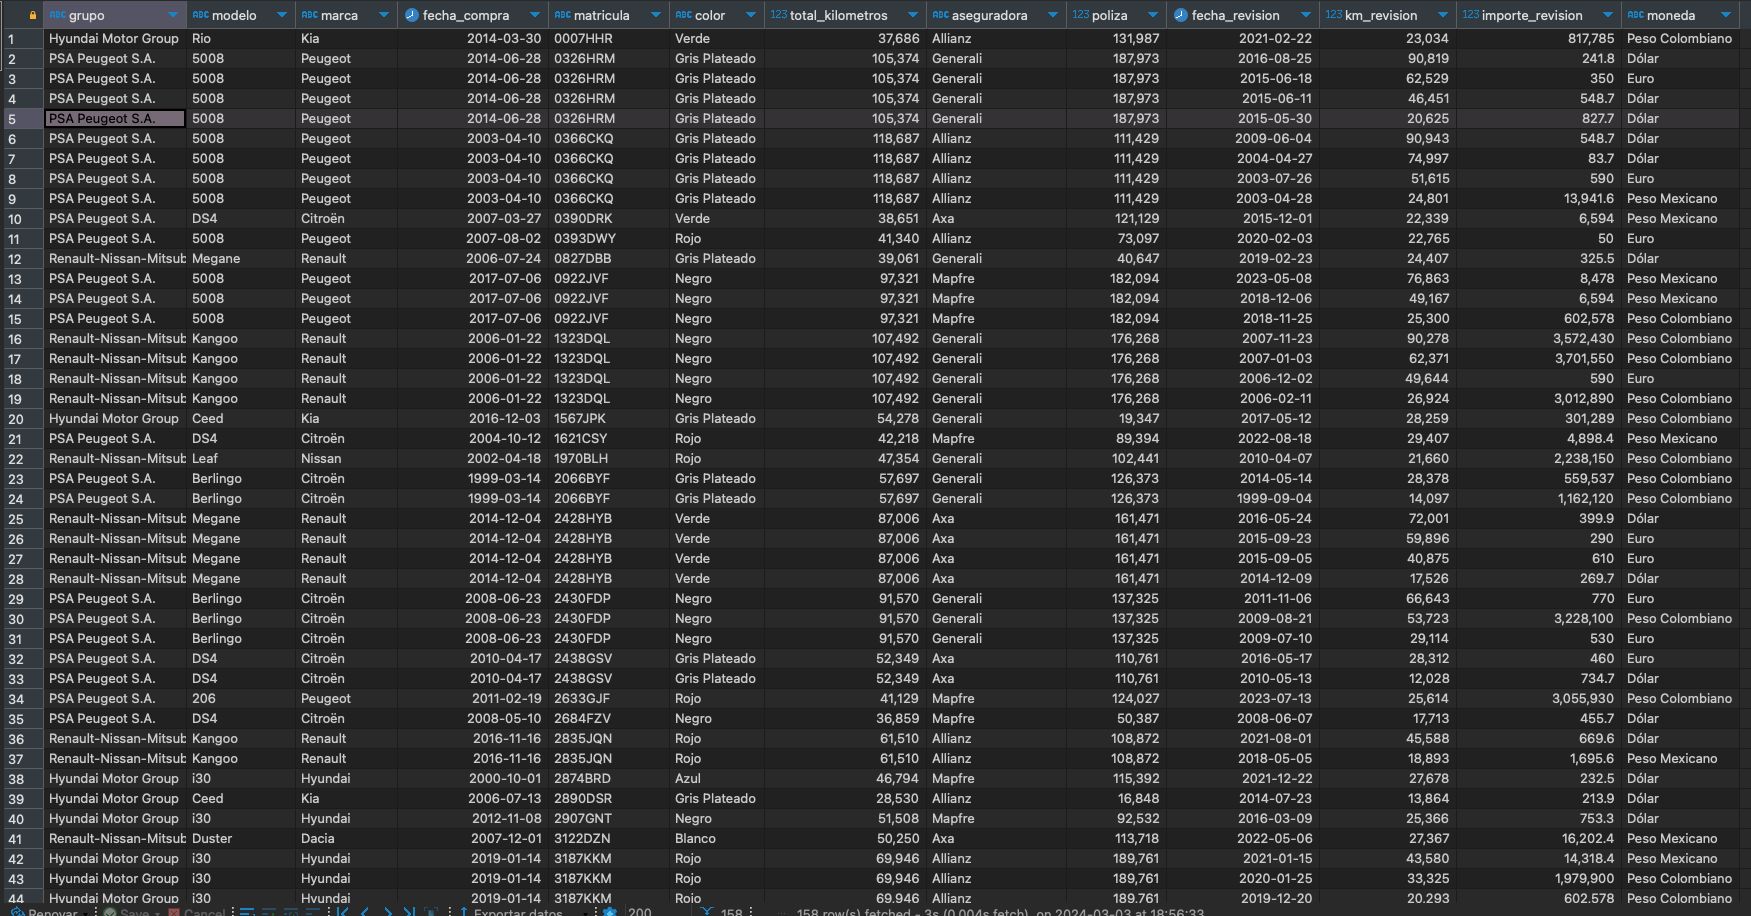 grupo modelo marca fecha_compra matricula color 123 total_kilometros aseguradora 123 poliza fecha_revision 123 km_revision 123 importe_revision moneda
1 Hyundai Motor Group Rio Kia 2014-03-30 0007HHR Verde 37,686 Allianz 131,987 2021-02-22 23,034 817,785 Peso Colombiano
2 PSA Peugeot S.A. 5008 Peugeot 2014-06-28 0326HRM Gris Plateado 105,374 Generali 187,973 2016-08-25 90,819 241.8 Dólar
3 PSA Peugeot S.A. 5008 Peugeot 2014-06-28 0326HRM Gris Plateado 105,374 Generali 187,973 2015-06-18 62,529 350 Euro
4 PSA Peugeot S.A. 5008 Peugeot 2014-06-28 0326HRM Gris Plateado 105,374 Generali 187,973 2015-06-11 46,451 548.7 Dólar
5 PSA Peugeot S.A. 5008 Peugeot 2014-06-28 0326HRM Gris Plateado 105,374 Generali 187,973 2015-05-30 20,625 827.7 Dólar
6 PSA Peugeot S.A. 5008 Peugeot 2003-04-10 0366CKQ Gris Plateado 118,687 Allianz 111,429 2009-06-04 90,943 548.7 Dólar
7 PSA Peugeot S.A. 5008 Peugeot 2003-04-10 0366CKQ Gris Plateado 118,687 Allianz 111,429 2004-04-27 74,997 83.7 Dólar
8 PSA Peugeot S.A. 5008 Peugeot 2003-04-10 0366CKQ Gris Plateado 118,687 Allianz 111,429 2003-07-26 51,615 590 Euro
9 PSA Peugeot S.A. 5008 Peugeot 2003-04-10 0366CKQ Gris Plateado 118,687 Allianz 111,429 2003-04-28 24,801 13,941.6 Peso Mexicano
10 PSA Peugeot S.A. DS4 Citroën 2007-03-27 0390DRK Verde 38,651 Axa 121,129 2015-12-01 22,339 6,594 Peso Mexicano
11 PSA Peugeot S.A. 5008 Peugeot 2007-08-02 0393DWY Rojo 41,340 Allianz 73,097 2020-02-03 22,765 50 Euro
12 Renault-Nissan-Mitsub Megane Renault 2006-07-24 0827DBB Gris Plateado 39,061 Generali 40,647 2019-02-23 24,407 325.5 Dólar
13 PSA Peugeot S.A. 5008 Peugeot 2017-07-06 0922JVF Negro 97,321 Mapfre 182,094 2023-05-08 76,863 8,478 Peso Mexicano
14 PSA Peugeot S.A. 5008 Peugeot 2017-07-06 0922JVF Negro 97,321 Mapfre 182,094 2018-12-06 49,167 6,594 Peso Mexicano
15 PSA Peugeot S.A. 5008 Peugeot 2017-07-06 0922JVF Negro 97,321 Mapfre 182,094 2018-11-25 25,300 602,578 Peso Colombiano
16 Renault-Nissan-Mitsub Kangoo Renault 2006-01-22 1323DQL Negro 107,492 Generali 176,268 2007-11-23 90,278 3,572,430 Peso Colombiano
17 Renault-Nissan-Mitsub Kangoo Renault 2006-01-22 1323DQL Negro 107,492 Generali 176,268 2007-01-03 62,371 3,701,550 Peso Colombiano
18 Renault-Nissan-Mitsub Kangoo Renault 2006-01-22 1323DQL Negro 107,492 Generali 176,268 2006-12-02 49,644 590 Euro
19 Renault-Nissan-Mitsub Kangoo Renault 2006-01-22 1323DQL Negro 107,492 Generali 176,268 2006-02-11 26,924 3,012,890 Peso Colombiano
20 Hyundai Motor Group Ceed Kia 2016-12-03 1567JPK Gris Plateado 54,278 Generali 19,347 2017-05-12 28,259 301,289 Peso Colombiano
21 PSA Peugeot S.A. DS4 Citroën 2004-10-12 1621CSY Rojo 42,218 Mapfre 89,394 2022-08-18 29,407 4,898.4 Peso Mexicano
22 Renault-Nissan-Mitsub Leaf Nissan 2002-04-18 1970BLH Rojo 47,354 Generali 102,441 2010-04-07 21,660 2,238,150 Peso Colombiano
23 PSA Peugeot S.A. Berlingo Citroën 1999-03-14 2066BYF Gris Plateado 57,697 Generali 126,373 2014-05-14 28,378 559,537 Peso Colombiano
24 PSA Peugeot S.A. Berlingo Citroën 1999-03-14 2066BYF Gris Plateado 57,697 Generali 126,373 1999-09-04 14,097 1,162,120 Peso Colombiano
25 Renault-Nissan-Mitsub Megane Renault 2014-12-04 2428HYB Verde 87,006 Axa 161,471 2016-05-24 72,001 399.9 Dólar
26 Renault-Nissan-Mitsub Megane Renault 2014-12-04 2428HYB Verde 87,006 Axa 161,471 2015-09-23 59,896 290 Euro
27 Renault-Nissan-Mitsub Megane Renault 2014-12-04 2428HYB Verde 87,006 Axa 161,471 2015-09-05 40,875 610 Euro
28 Renault-Nissan-Mitsub Megane Renault 2014-12-04 2428HYB Verde 87,006 Axa 161,471 2014-12-09 17,526 269.7 Dólar
29 PSA Peugeot S.A. Berlingo Citroën 2008-06-23 2430FDP Negro 91,570 Generali 137,325 2011-11-06 66,643 770 Euro
30 PSA Peugeot S.A. Berlingo Citroën 2008-06-23 2430FDP Negro 91,570 Generali 137,325 2009-08-21 53,723 3,228,100 Peso Colombiano
31 PSA Peugeot S.A. Berlingo Citroën 2008-06-23 2430FDP Negro 91,570 Generali 137,325 2009-07-10 29,114 530 Euro
32 PSA Peugeot S.A. DS4 Citroën 2010-04-17 2438GSV Gris Plateado 52,349 Axa 110,761 2016-05-17 28,312 460 Euro
33 PSA Peugeot S.A. DS4 Citroën 2010-04-17 2438GSV Gris Plateado 52,349 Axa 110,761 2010-05-13 12,028 734.7 Dólar
34 PSA Peugeot S.A. 206 Peugeot 2011-02-19 2633GJF Rojo 41,129 Mapfre 124,027 2023-07-13 25,614 3,055,930 Peso Colombiano
35 PSA Peugeot S.A. DS4 Citroën 2008-05-10 2684FZV Negro 36,859 Mapfre 50,387 2008-06-07 17,713 455.7 Dólar
36 Renault-Nissan-Mitsub Kangoo Renault 2016-11-16 2835JQN Rojo 61,510 Allianz 108,872 2021-08-01 45,588 669.6 Dólar
37 Renault-Nissan-Mitsub Kangoo Renault 2016-11-16 2835JQN Rojo 61,510 Allianz 108,872 2018-05-05 18,893 1,695.6 Peso Mexicano
38 Hyundai Motor Group i30 Hyundai 2000-10-01 2874BRD Azul 46,794 Mapfre 115,392 2021-12-22 27,678 232.5 Dólar
39 Hyundai Motor Group Ceed Kia 2006-07-13 2890DSR Gris Plateado 28,530 Allianz 16,848 2014-07-23 13,864 213.9 Dólar
40 Hyundai Motor Group i30 Hyundai 2012-11-08 2907GNT Negro 51,508 Mapfre 92,532 2016-03-09 25,366 753.3 Dólar
41 Renault-Nissan-Mitsub Duster Dacia 2007-12-01 3122DZN Blanco 50,250 Axa 113,718 2022-05-06 27,367 16,202.4 Peso Mexicano
42 Hyundai Motor Group i30 Hyundai 2019-01-14 3187KKM Rojo 69,946 Allianz 189,761 2021-01-15 43,580 14,318.4 Peso Mexicano
43 Hyundai Motor Group i30 Hyundai 2019-01-14 3187KKM Rojo 69,946 Allianz 189,761 2020-01-25 33,325 1,979,900 Peso Colombiano
44 Hyundai Motor Group i30 Hyundai 2019-01-14 3187KKM Rojo 69,946 Allianz 189,761 2019-12-20 20,293 602,578 Peso Colombiano
Renovar Save Cancel Exportar datos 200 158 158 row(s) fetched - 3s (0.004s fetch), on 2024-03-03 at 18:56:33